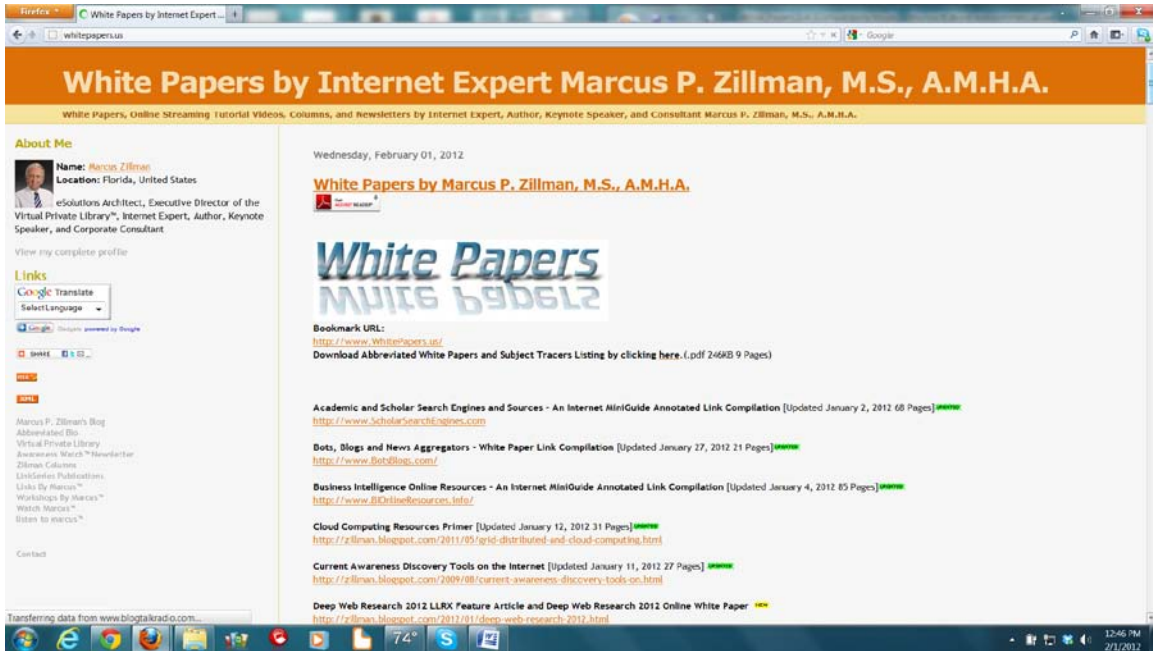 Firefox
White Papers by Internet Expert ...
whitepapers.us
Google
White Papers by Internet Expert Marcus P. Zillman, M.S., A.M.H.A.
White Papers, Online Streaming Tutorial Videos, Columns, and Newsletters by Internet Expert, Author, Keynote Speaker, and Consultant Marcus P. Zillman, M.S., A.M.H.A.
About Me
Name: Marcus Zillman
Location: Florida, United States
eSolutions Architect, Executive Director of the
Virtual Private Library™, Internet Expert, Author, Keynote
Speaker, and Corporate Consultant
View my complete profile
Links
Google Translate
SelectLanguage
Google powered by Google
SHARE
Marcus P. Zillman's Blog
Abbreviated Bio
Virtual Private Library
Awareness Watch™ Newsletter
Zillman Columns
LinkSeries Publications
Links By Marcus™
Workshops By Marcus™
Watch Marcus™
listen to marcus™
Contact
Wednesday, February 01, 2012
White Papers by Marcus P. Zillman, M.S., A.M.H.A.
White Papers
Bookmark URL:
http://www.WhitePapers.us/
Download Abbreviated White Papers and Subject Tracers Listing by clicking here.(.pdf 246KB 9 Pages)
Academic and Scholar Search Engines and Sources - An Internet MiniGuide Annotated Link Compilation [Updated January 2, 2012 68 Pages] UPDATED
http://www.ScholarSearchEngines.com
Bots, Blogs and News Aggregators - White Paper Link Compilation [Updated January 27, 2012 21 Pages] UPDATED
http://www.BotsBlogs.com/
Business Intelligence Online Resources - An Internet MiniGuide Annotated Link Compilation [Updated January 4, 2012 85 Pages] UPDATED
http://www.BIOnlineResources.info/
Cloud Computing Resources Primer [Updated January 12, 2012 31 Pages] UPDATED
http://zillman.blogspot.com/2011/05/grid-distributed-and-cloud-computing.html
Current Awareness Discovery Tools on the Internet [Updated January 11, 2012 27 Pages] UPDATED
http://zillman.blogspot.com/2009/08/current-awareness-discovery-tools-on.html
Deep Web Research 2012 LLRX Feature Article and Deep Web Research 2012 Online White Paper NEW
http://zillman.blogspot.com/2012/01/deep-web-research-2012.html
Transferring data from www.blogtalkradio.com...
74°
12:46 PM
2/1/2012